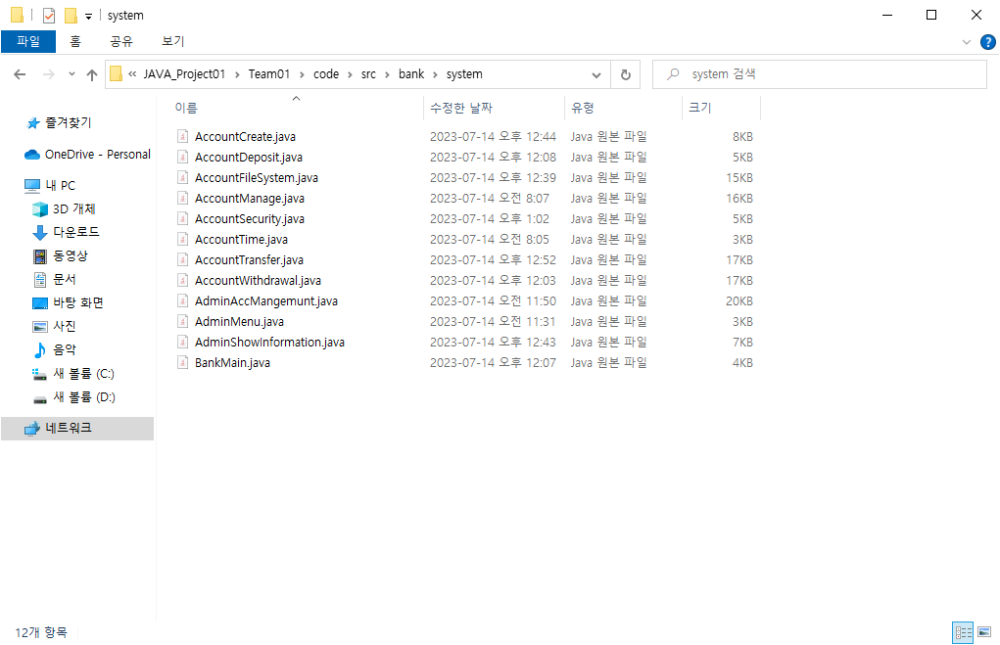 system
파일 홈 공유 보기
« JAVA_Project01 › Team01 › code › src › bank › system
system 검색
이름 수정한 날짜 유형 크기
즐겨찾기
OneDrive - Personal
내 PC
3D 개체
다운로드
동영상
문서
바탕 화면
사진
음악
새 볼륨 (C:)
새 볼륨 (D:)
네트워크
AccountCreate.java 2023-07-14 오후 12:44 Java 원본 파일 8KB
AccountDeposit.java 2023-07-14 오후 12:08 Java 원본 파일 5KB
AccountFileSystem.java 2023-07-14 오후 12:39 Java 원본 파일 15KB
AccountManage.java 2023-07-14 오전 8:07 Java 원본 파일 16KB
AccountSecurity.java 2023-07-14 오후 1:02 Java 원본 파일 5KB
AccountTime.java 2023-07-14 오전 8:05 Java 원본 파일 3KB
AccountTransfer.java 2023-07-14 오후 12:52 Java 원본 파일 17KB
AccountWithdrawal.java 2023-07-14 오후 12:03 Java 원본 파일 17KB
AdminAccMangemunt.java 2023-07-14 오전 11:50 Java 원본 파일 20KB
AdminMenu.java 2023-07-14 오전 11:31 Java 원본 파일 3KB
AdminShowInformation.java 2023-07-14 오후 12:43 Java 원본 파일 7KB
BankMain.java 2023-07-14 오후 12:07 Java 원본 파일 4KB
12개 항목